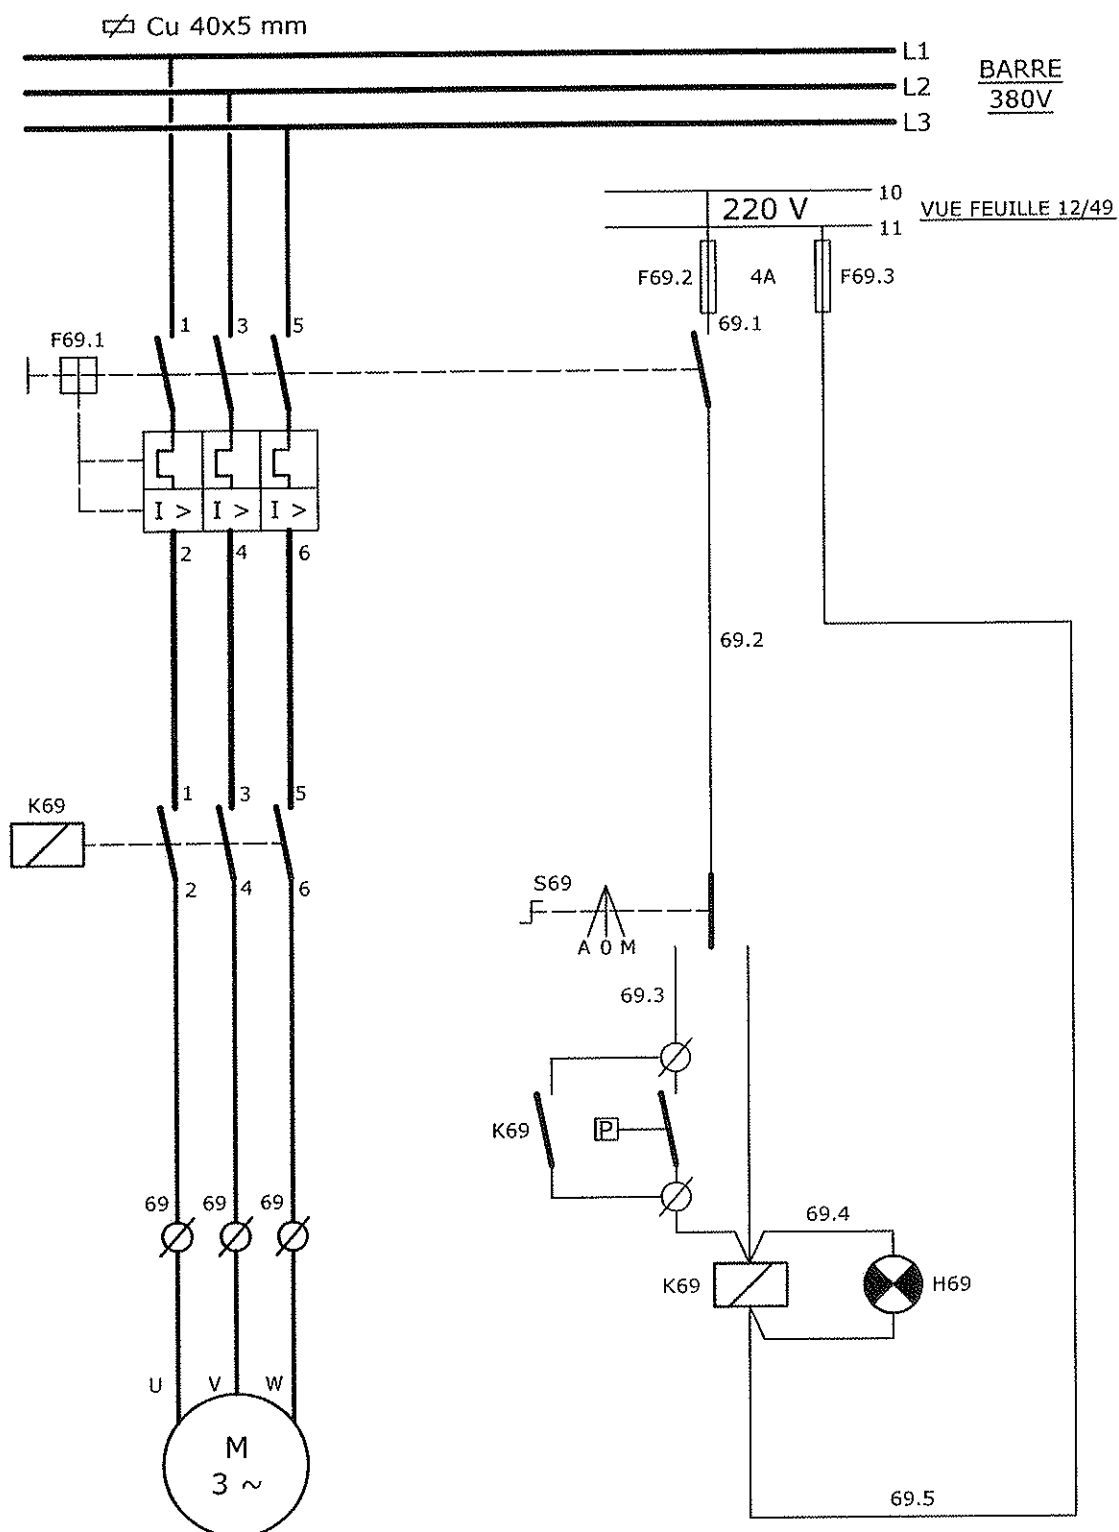 Cu 40x5 mm
L1
L2
L3
BARRE
380V
10
220 V
11
VUE FEUILLE 12/49
F69.2
4A
F69.3
69.1
F69.1
1
3
5
I >
I >
I >
2
4
6
69.2
K69
1
3
5
2
4
6
S69
A 0 M
69.3
K69
P
69
69
69
69.4
K69
H69
U
V
W
M
3 ~
69.5